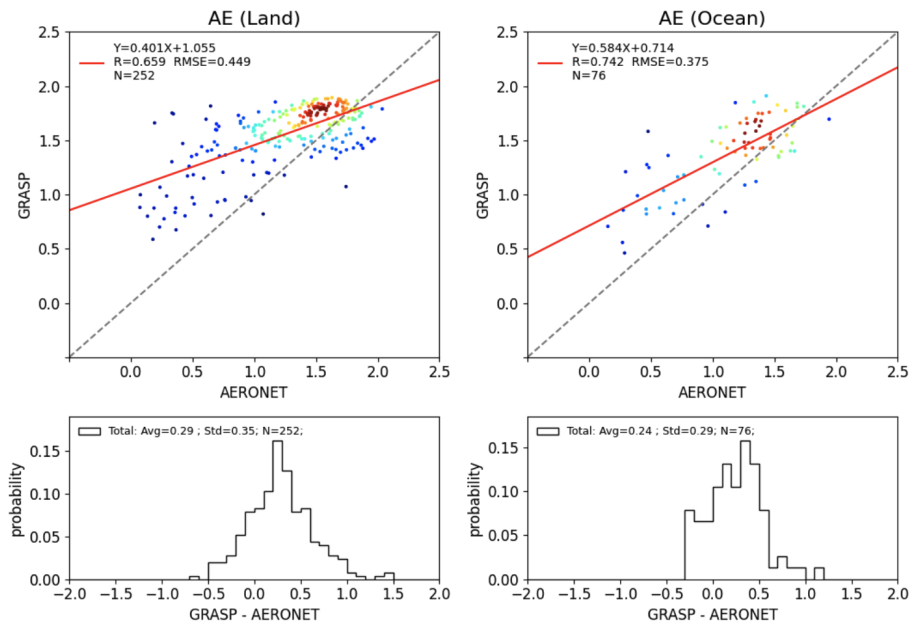 AE (Land)
Y=0.401X+1.055
R=0.659 RMSE=0.449
N=252
2.5
2.0
1.5
1.0
0.5
0.0
GRASP
0.0 0.5 1.0 1.5 2.0 2.5
AERONET
AE (Ocean)
Y=0.584X+0.714
R=0.742 RMSE=0.375
N=76
2.5
2.0
1.5
1.0
0.5
0.0
GRASP
0.0 0.5 1.0 1.5 2.0 2.5
AERONET
Total: Avg=0.29 ; Std=0.35; N=252;
0.15
0.10
0.05
0.00
probability
−2.0 −1.5 −1.0 −0.5 0.0 0.5 1.0 1.5 2.0
GRASP - AERONET
Total: Avg=0.24 ; Std=0.29; N=76;
0.15
0.10
0.05
0.00
probability
−2.0 −1.5 −1.0 −0.5 0.0 0.5 1.0 1.5 2.0
GRASP - AERONET